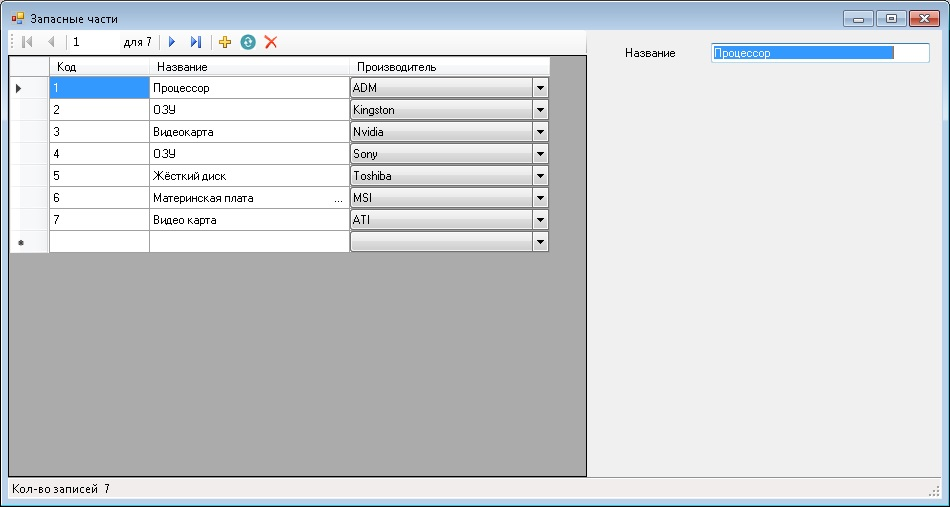 Запасные части
1 для 7
Название Процессор
Код Название Производитель
1 Процессор ADM
2 ОЗУ Kingston
3 Видеокарта Nvidia
4 ОЗУ Sony
5 Жёсткий диск Toshiba
6 Материнская плата ... MSI
7 Видео карта ATI
Кол-во записей 7